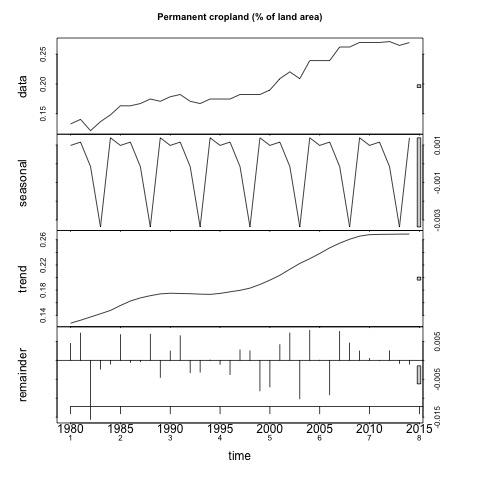 Permanent cropland (% of land area)
data
0.15 0.20 0.25
seasonal
-0.003 -0.001 0.001
trend
0.14 0.18 0.22 0.26
remainder
-0.015 -0.005 0.005
1980 1985 1990 1995 2000 2005 2010 2015
1 2 3 4 5 6 7 8
time